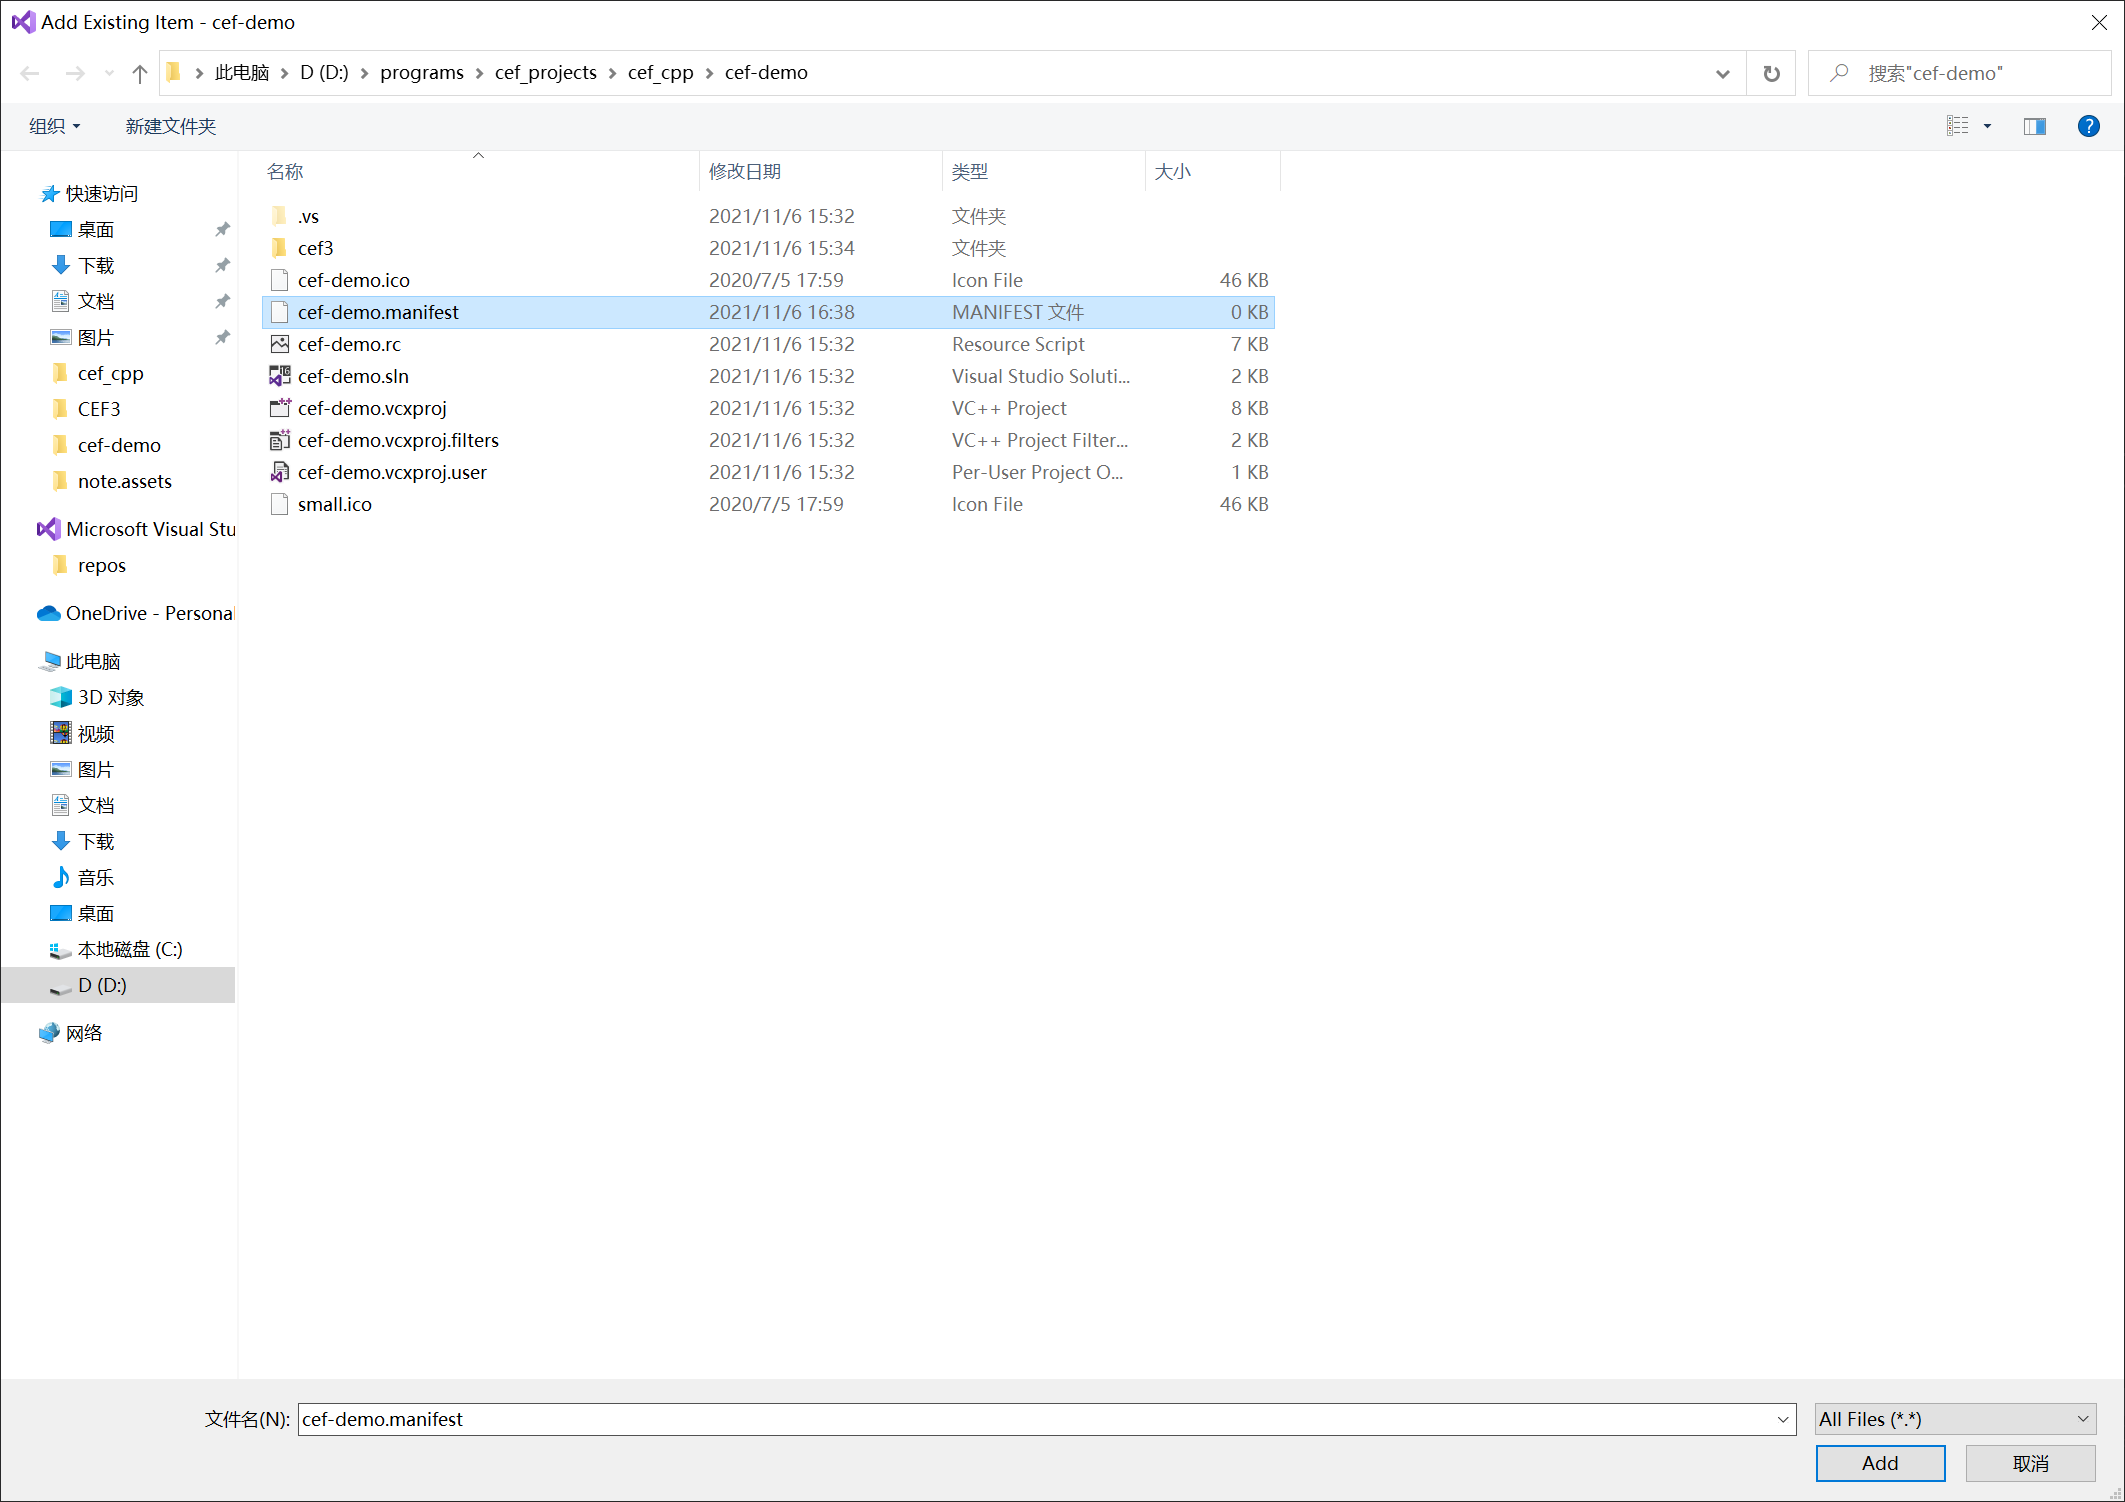 Add Existing Item - cef-demo
此电脑 D (D:) programs cef_projects cef_cpp cef-demo
搜索"cef-demo"
组织 新建文件夹
名称 修改日期 类型 大小
.vs 2021/11/6 15:32 文件夹
cef3 2021/11/6 15:34 文件夹
cef-demo.ico 2020/7/5 17:59 Icon File 46 KB
cef-demo.manifest 2021/11/6 16:38 MANIFEST 文件 0 KB
cef-demo.rc 2021/11/6 15:32 Resource Script 7 KB
cef-demo.sln 2021/11/6 15:32 Visual Studio Soluti... 2 KB
cef-demo.vcxproj 2021/11/6 15:32 VC++ Project 8 KB
cef-demo.vcxproj.filters 2021/11/6 15:32 VC++ Project Filter... 2 KB
cef-demo.vcxproj.user 2021/11/6 15:32 Per-User Project O... 1 KB
small.ico 2020/7/5 17:59 Icon File 46 KB
快速访问
桌面
下载
文档
图片
cef_cpp
CEF3
cef-demo
note.assets
Microsoft Visual Stu
repos
OneDrive - Personal
此电脑
3D 对象
视频
图片
文档
下载
音乐
桌面
本地磁盘 (C:)
D (D:)
网络
文件名(N): cef-demo.manifest
All Files (*.*)
Add 取消